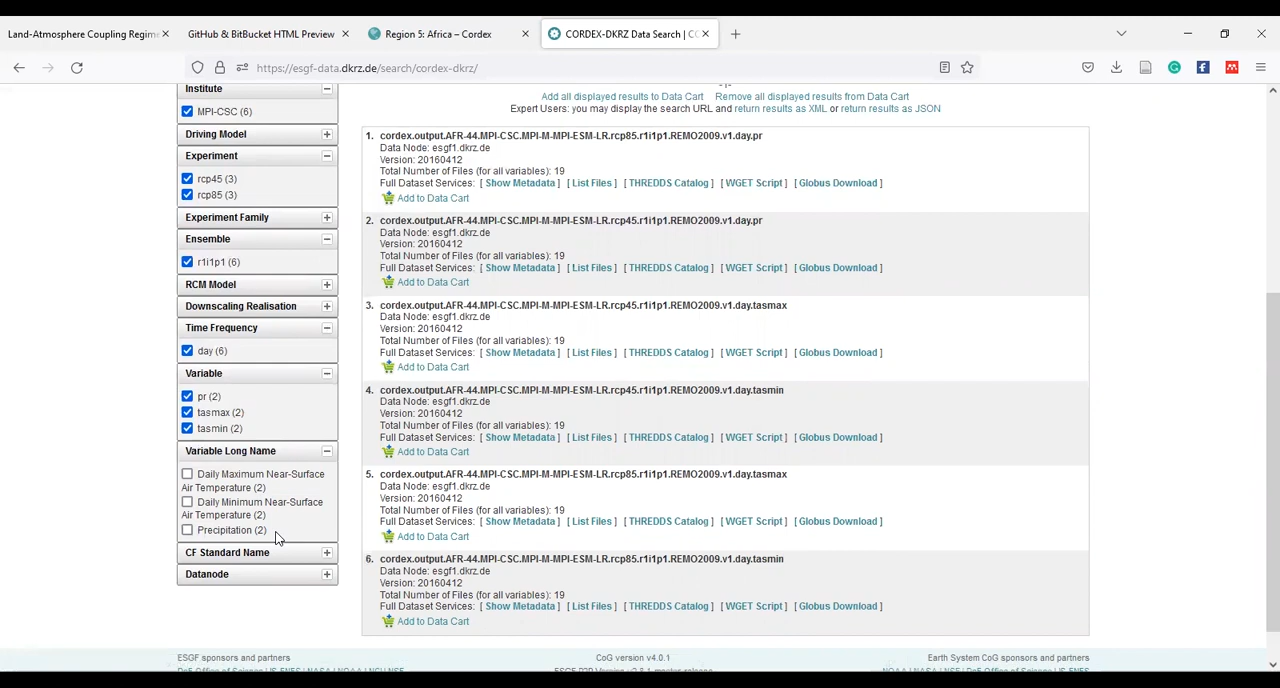 Land-Atmosphere Coupling Regim
GitHub & BitBucket HTML Preview
Region 5: Africa – Cordex
CORDEX-DKRZ Data Search | CO
https://esgf-data.dkrz.de/search/cordex-dkrz/
Institute
MPI-CSC (6)
Driving Model
Experiment
rcp45 (3)
rcp85 (3)
Experiment Family
Ensemble
r1i1p1 (6)
RCM Model
Downscaling Realisation
Time Frequency
day (6)
Variable
pr (2)
tasmax (2)
tasmin (2)
Variable Long Name
Daily Maximum Near-Surface
Air Temperature (2)
Daily Minimum Near-Surface
Air Temperature (2)
Precipitation (2)
CF Standard Name
Datanode
-1-
Add all displayed results to Data Cart Remove all displayed results from Data Cart
Expert Users: you may display the search URL and return results as XML or return results as JSON
1. cordex.output.AFR-44.MPI-CSC.MPI-M-MPI-ESM-LR.rcp85.r1i1p1.REMO2009.v1.day.pr
Data Node: esgf1.dkrz.de
Version: 20160412
Total Number of Files (for all variables): 19
Full Dataset Services: [ Show Metadata ] [ List Files ] [ THREDDS Catalog ] [ WGET Script ] [ Globus Download ]
Add to Data Cart
2. cordex.output.AFR-44.MPI-CSC.MPI-M-MPI-ESM-LR.rcp45.r1i1p1.REMO2009.v1.day.pr
Data Node: esgf1.dkrz.de
Version: 20160412
Total Number of Files (for all variables): 19
Full Dataset Services: [ Show Metadata ] [ List Files ] [ THREDDS Catalog ] [ WGET Script ] [ Globus Download ]
Add to Data Cart
3. cordex.output.AFR-44.MPI-CSC.MPI-M-MPI-ESM-LR.rcp45.r1i1p1.REMO2009.v1.day.tasmax
Data Node: esgf1.dkrz.de
Version: 20160412
Total Number of Files (for all variables): 19
Full Dataset Services: [ Show Metadata ] [ List Files ] [ THREDDS Catalog ] [ WGET Script ] [ Globus Download ]
Add to Data Cart
4. cordex.output.AFR-44.MPI-CSC.MPI-M-MPI-ESM-LR.rcp45.r1i1p1.REMO2009.v1.day.tasmin
Data Node: esgf1.dkrz.de
Version: 20160412
Total Number of Files (for all variables): 19
Full Dataset Services: [ Show Metadata ] [ List Files ] [ THREDDS Catalog ] [ WGET Script ] [ Globus Download ]
Add to Data Cart
5. cordex.output.AFR-44.MPI-CSC.MPI-M-MPI-ESM-LR.rcp85.r1i1p1.REMO2009.v1.day.tasmax
Data Node: esgf1.dkrz.de
Version: 20160412
Total Number of Files (for all variables): 19
Full Dataset Services: [ Show Metadata ] [ List Files ] [ THREDDS Catalog ] [ WGET Script ] [ Globus Download ]
Add to Data Cart
6. cordex.output.AFR-44.MPI-CSC.MPI-M-MPI-ESM-LR.rcp85.r1i1p1.REMO2009.v1.day.tasmin
Data Node: esgf1.dkrz.de
Version: 20160412
Total Number of Files (for all variables): 19
Full Dataset Services: [ Show Metadata ] [ List Files ] [ THREDDS Catalog ] [ WGET Script ] [ Globus Download ]
Add to Data Cart
ESGF sponsors and partners
CoG version v4.0.1
Earth System CoG sponsors and partners